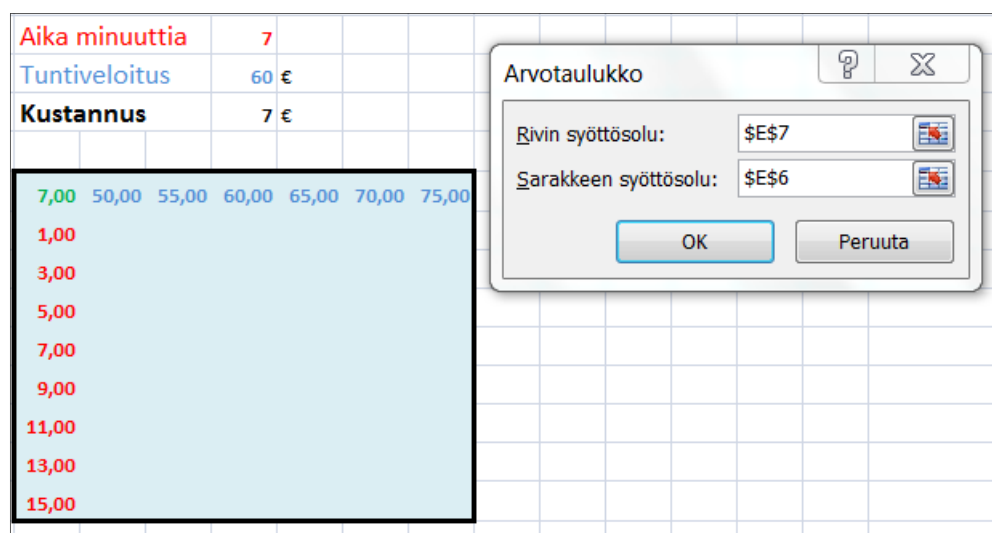 Aika minuuttia 7
Tuntiveloitus 60 €
Kustannus 7 €
7,00 50,00 55,00 60,00 65,00 70,00 75,00
1,00
3,00
5,00
7,00
9,00
11,00
13,00
15,00
Arvotaulukko
Rivin syöttösolu: $E$7
Sarakkeen syöttösolu: $E$6
OK Peruuta